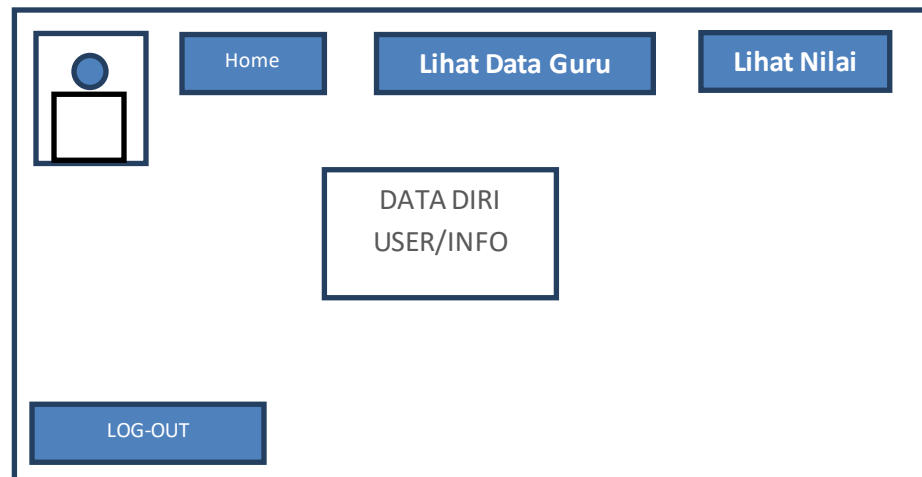 Home
Lihat Data Guru
Lihat Nilai
DATA DIRI
USER/INFO
LOG-OUT